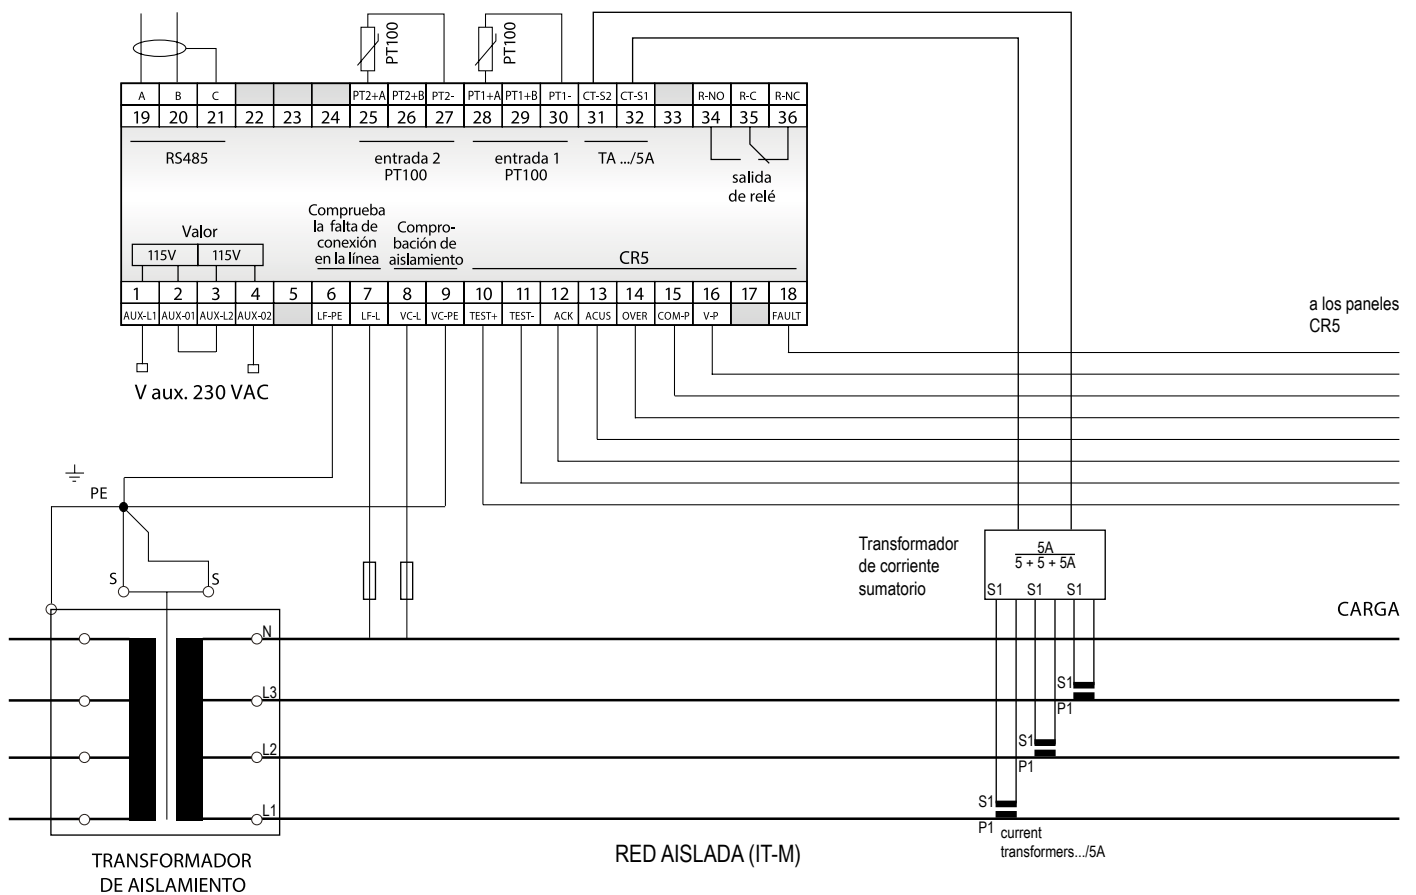 PT100
PT100
A B C PT2+A PT2+B PT2- PT1+A PT1+B PT1- CT-S2 CT-S1 R-NO R-C R-NC
19 20 21 22 23 24 25 26 27 28 29 30 31 32 33 34 35 36
RS485
entrada 2
PT100
entrada 1
PT100
TA .../5A
salida
de relé
Comprueba
la falta de
conexión
en la línea
Compro-
bación de
aislamiento
Valor
115V 115V
CR5
1 2 3 4 5 6 7 8 9 10 11 12 13 14 15 16 17 18
AUX-L1 AUX-01 AUX-L2 AUX-02 LF-PE LF-L VC-L VC-PE TEST+ TEST- ACK ACUS OVER COM-P V-P FAULT
a los paneles
CR5
V aux. 230 VAC
PE
S S
Transformador
de corriente
sumatorio
5A
5 + 5 + 5A
S1 S1 S1
CARGA
N
L3
S1
P1
L2
S1
P1
L1
S1
P1
current
transformers.../5A
RED AISLADA (IT-M)
TRANSFORMADOR
DE AISLAMIENTO